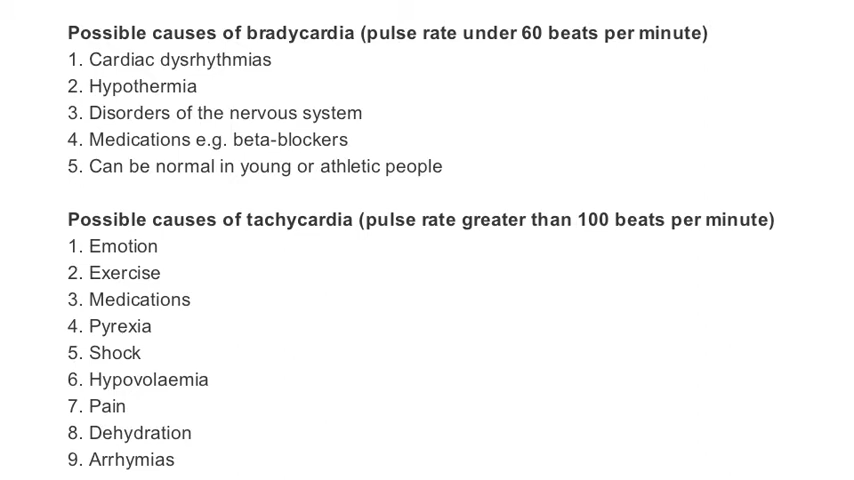 Possible causes of bradycardia (pulse rate under 60 beats per minute)
1. Cardiac dysrhythmias
2. Hypothermia
3. Disorders of the nervous system
4. Medications e.g. beta-blockers
5. Can be normal in young or athletic people
Possible causes of tachycardia (pulse rate greater than 100 beats per minute)
1. Emotion
2. Exercise
3. Medications
4. Pyrexia
5. Shock
6. Hypovolaemia
7. Pain
8. Dehydration
9. Arrhymias